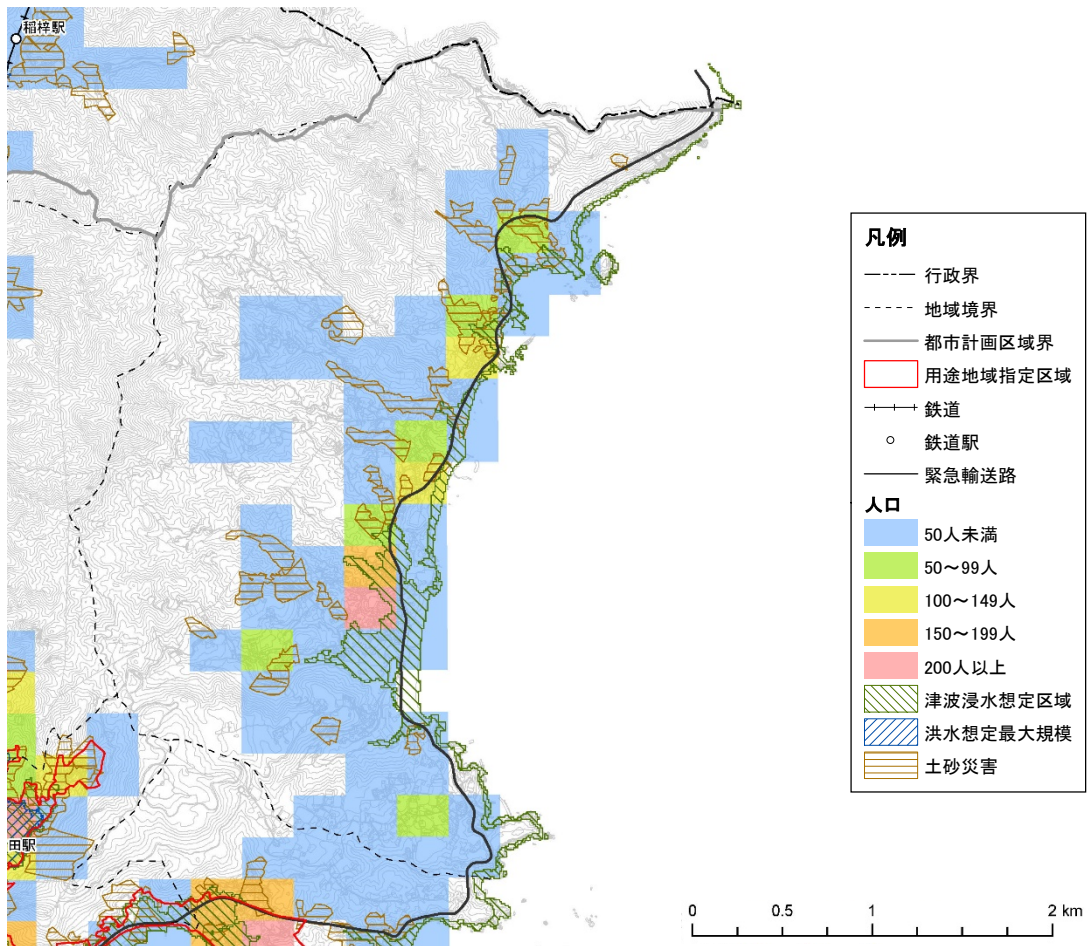 稲梓駅
田駅
凡例
行政界
地域境界
都市計画区域界
用途地域指定区域
鉄道
鉄道駅
緊急輸送路
人口
50人未満
50～99人
100～149人
150～199人
200人以上
津波浸水想定区域
洪水想定最大規模
土砂災害
0 0.5 1 2 km